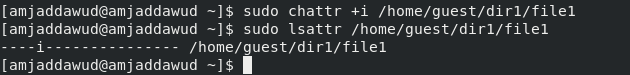 [amjaddawud@amjaddawud ~]$ sudo chattr +i /home/guest/dir1/file1
[amjaddawud@amjaddawud ~]$ sudo lsattr /home/guest/dir1/file1
----i--------------- /home/guest/dir1/file1
[amjaddawud@amjaddawud ~]$